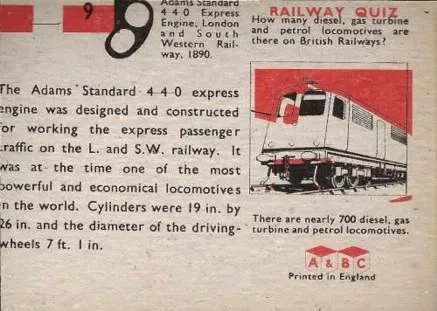 9
Adams Standard
4-4-0 Express
Engine, London
and South
Western Rail-
way, 1890.
The Adams Standard 4-4-0 express
engine was designed and constructed
for working the express passenger
traffic on the L. and S.W. railway. It
was at the time one of the most
powerful and economical locomotives
in the world. Cylinders were 19 in. by
26 in. and the diameter of the driving-
wheels 7 ft. 1 in.
RAILWAY QUIZ
How many diesel, gas turbine
and petrol locomotives are
there on British Railways?
There are nearly 700 diesel, gas
turbine and petrol locomotives.
A & BC
Printed in England